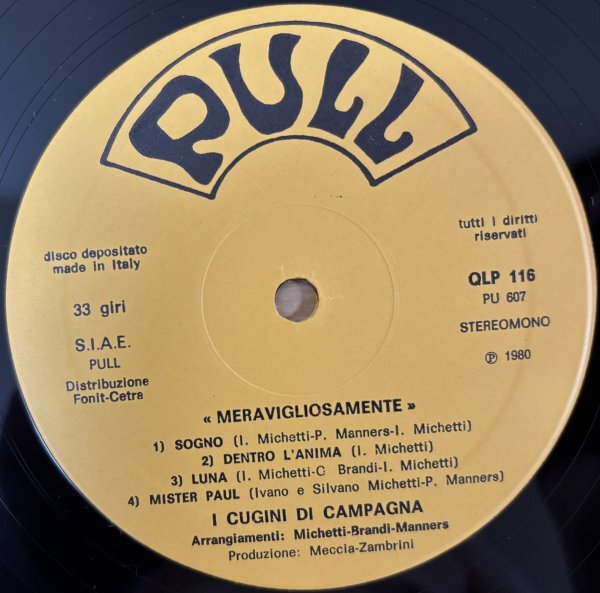 PULL
disco depositato
made in Italy
33 giri
S.I.A.E.
PULL
Distribuzione
Fonit-Cetra
tutti i diritti
riservati
QLP 116
PU 607
STEREOMONO
℗ 1980
« MERAVIGLIOSAMENTE »
1) SOGNO (I. Michetti-P. Manners-I. Michetti)
2) DENTRO L'ANIMA (I. Michetti)
3) LUNA (I. Michetti-G Brandi-I. Michetti)
4) MISTER PAUL (Ivano e Silvano Michetti-P. Manners)
I CUGINI DI CAMPAGNA
Arrangiamenti: Michetti-Brandi-Manners
Produzione: Meccia-Zambrini